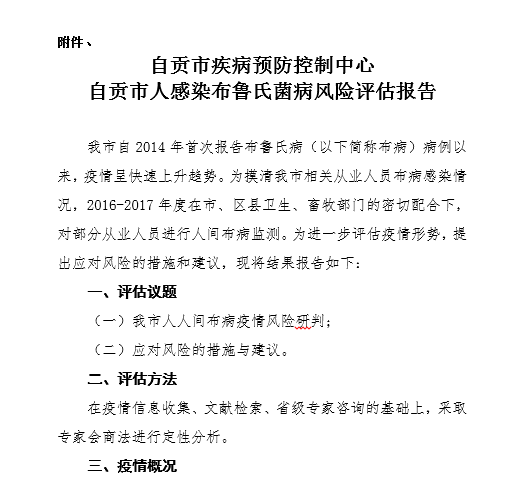 附件、
自贡市疾病预防控制中心
自贡市人感染布鲁氏菌病风险评估报告
我市自 2014 年首次报告布鲁氏病（以下简称布病）病例以
来，疫情呈快速上升趋势。为摸清我市相关从业人员布病感染情
况，2016-2017 年度在市、区县卫生、畜牧部门的密切配合下，
对部分从业人员进行人间布病监测。为进一步评估疫情形势，提
出应对风险的措施和建议，现将结果报告如下：
一、评估议题
（一）我市人人间布病疫情风险研判；
（二）应对风险的措施与建议。
二、评估方法
在疫情信息收集、文献检索、省级专家咨询的基础上，采取
专家会商法进行定性分析。
三、疫情概况